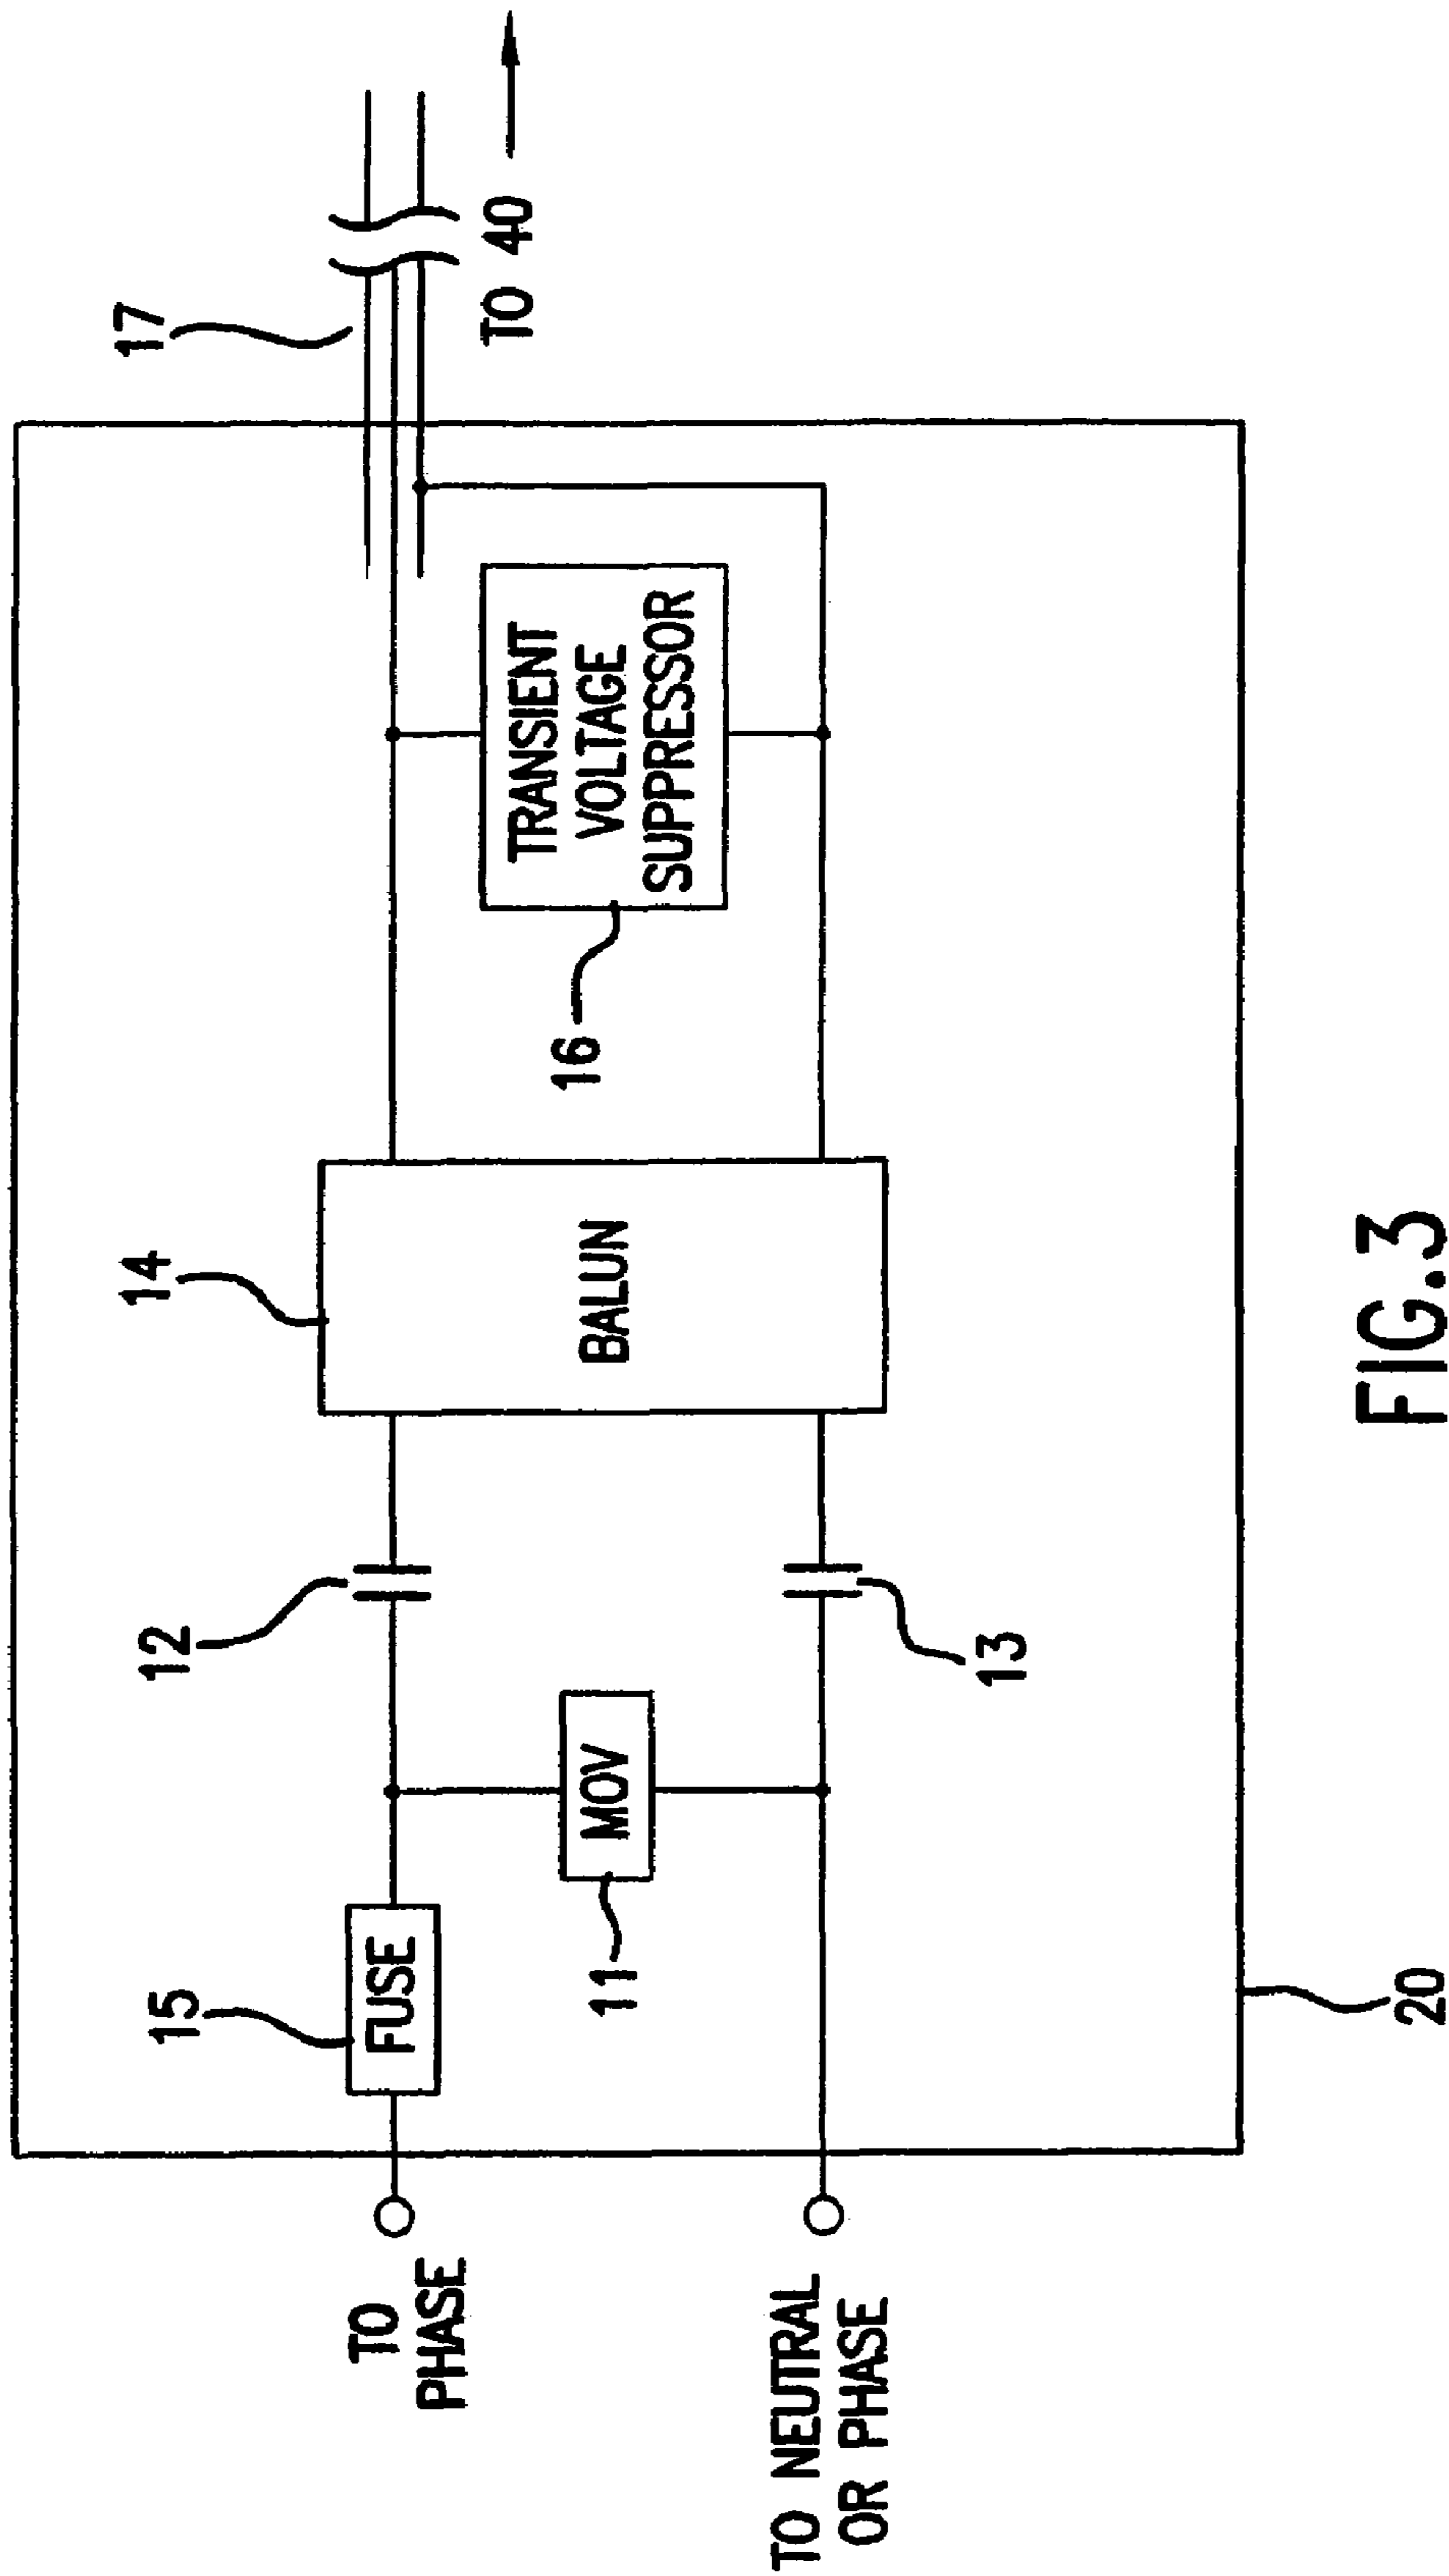 17
TO 40
14
12
15
FUSE
TO
PHASE
MOV
11
BALUN
TRANSIENT
VOLTAGE
SUPPRESSOR
16
13
TO NEUTRAL
OR PHASE
20
FIG.3